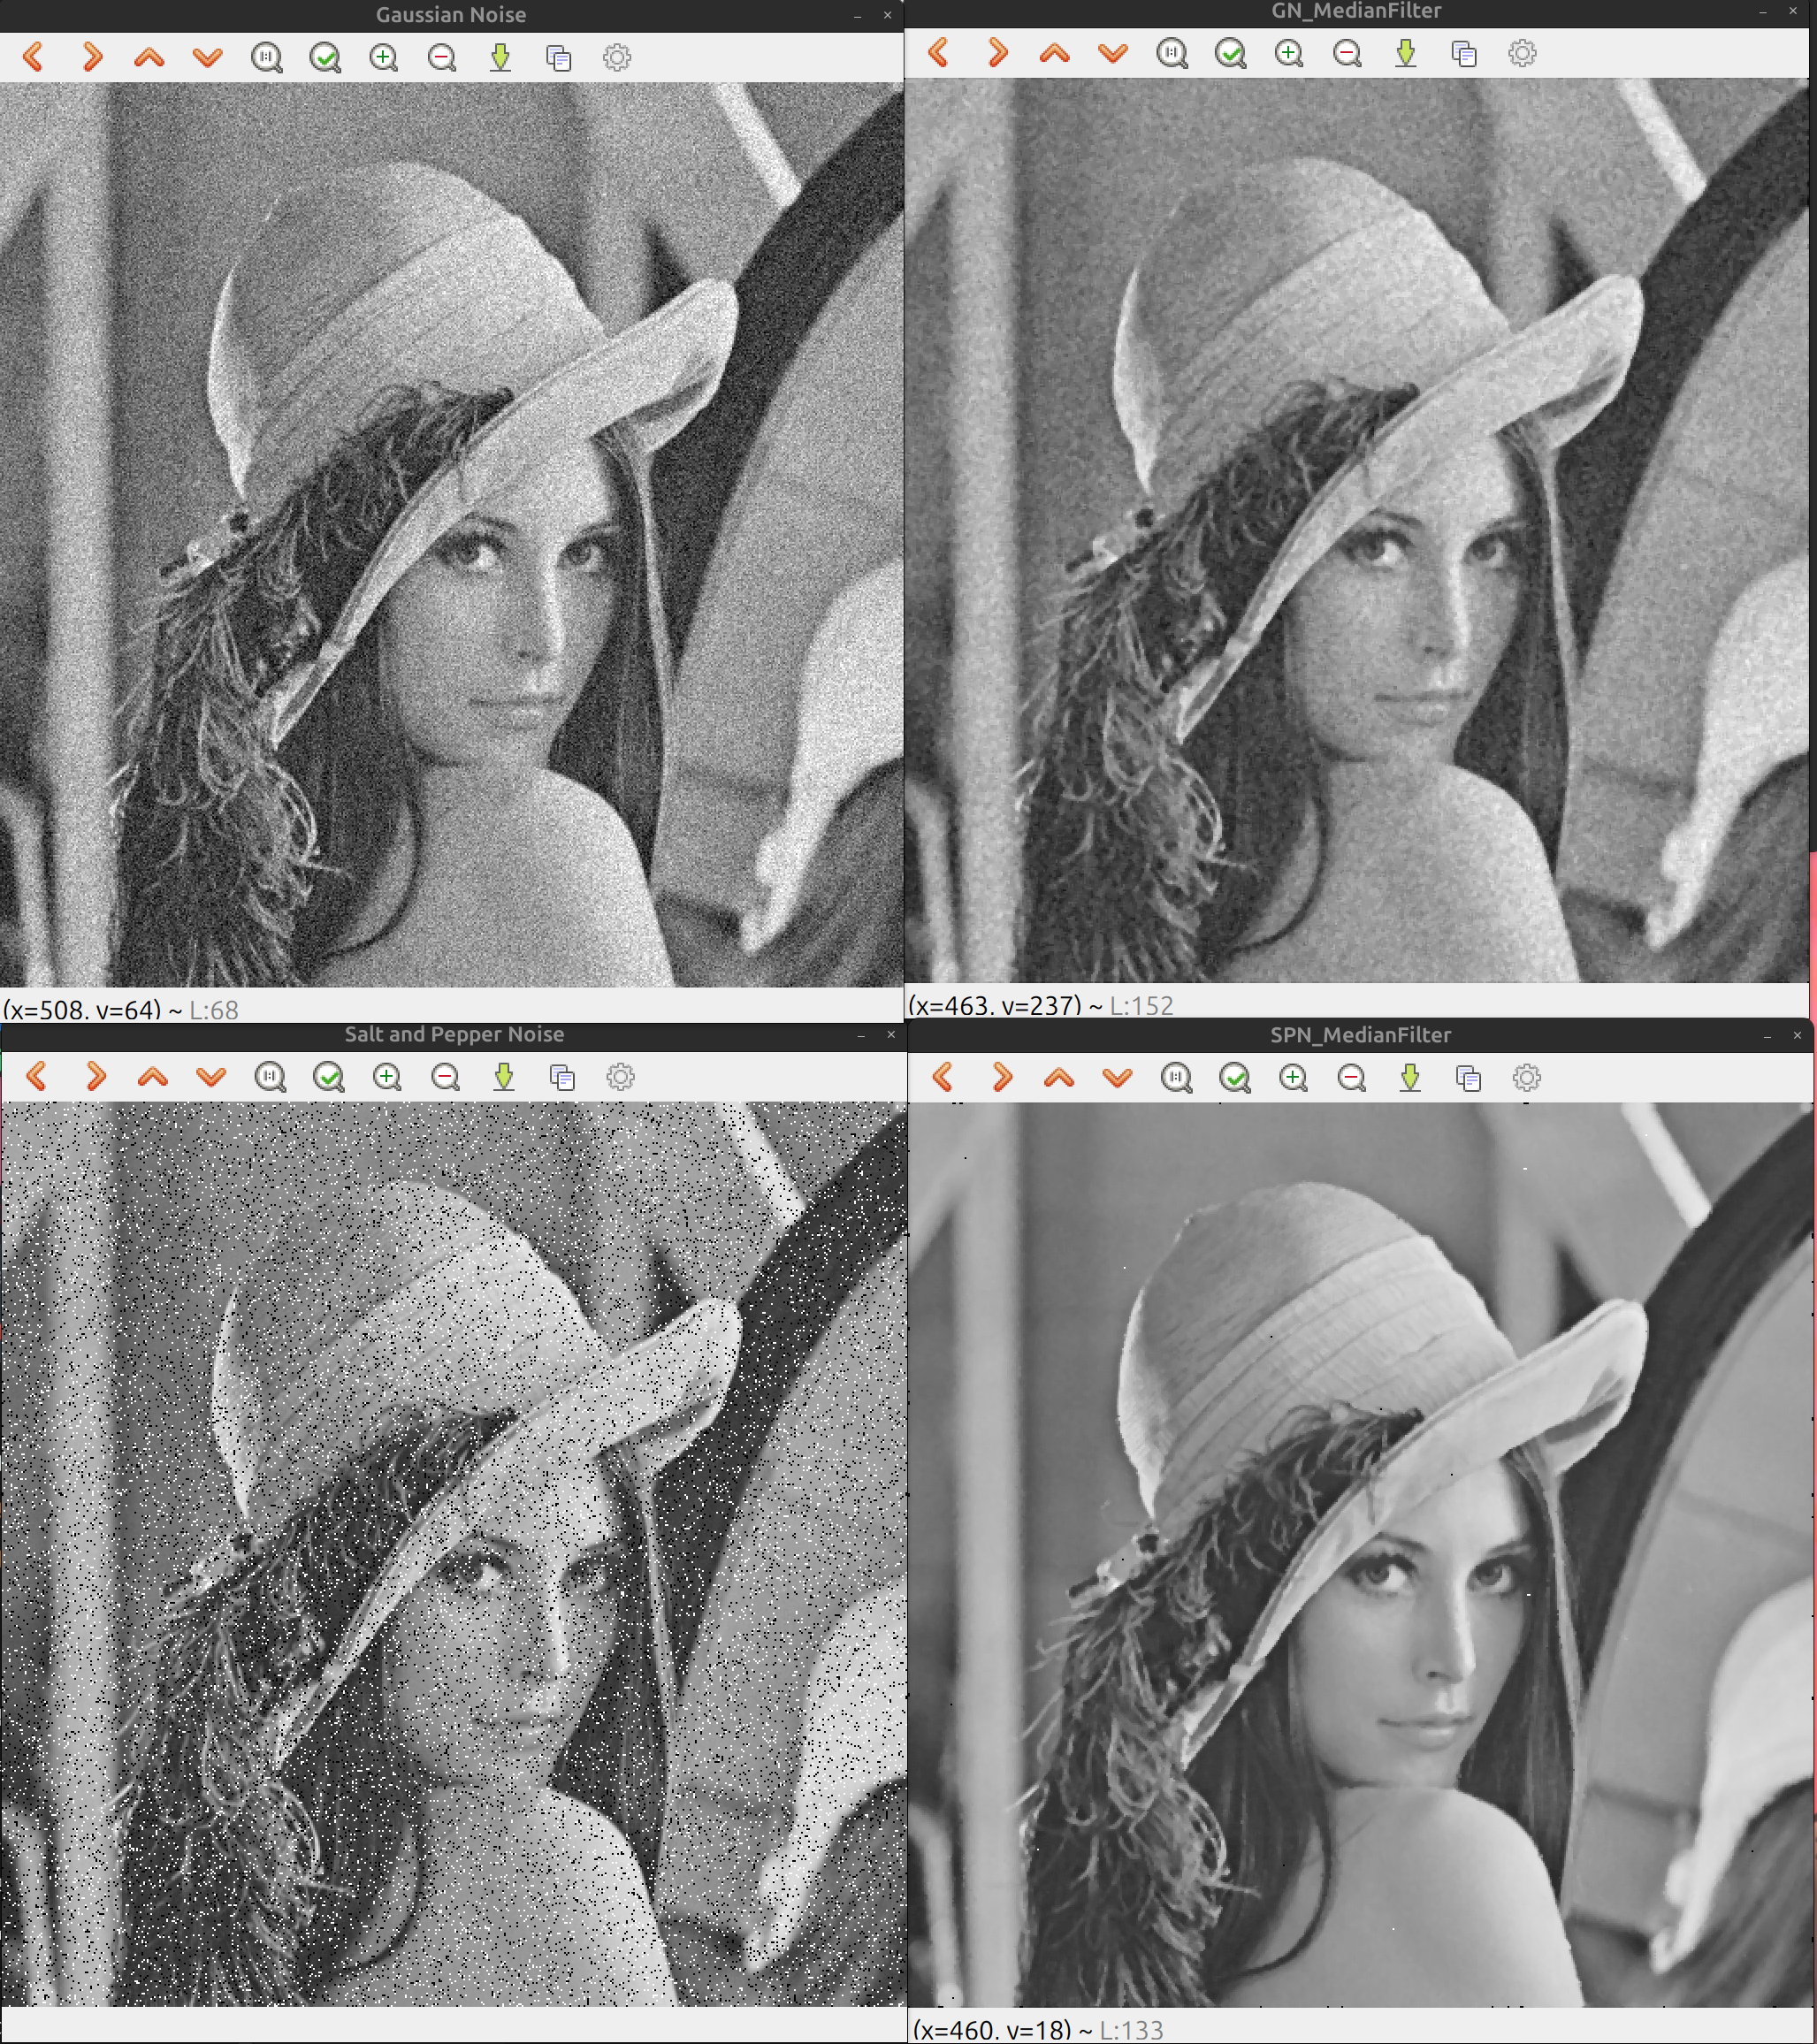 Gaussian Noise
GN_MedianFilter
(x=508, y=64) ~ L:68
(x=463, y=237) ~ L:152
Salt and Pepper Noise
SPN_MedianFilter
(x=460, y=18) ~ L:133